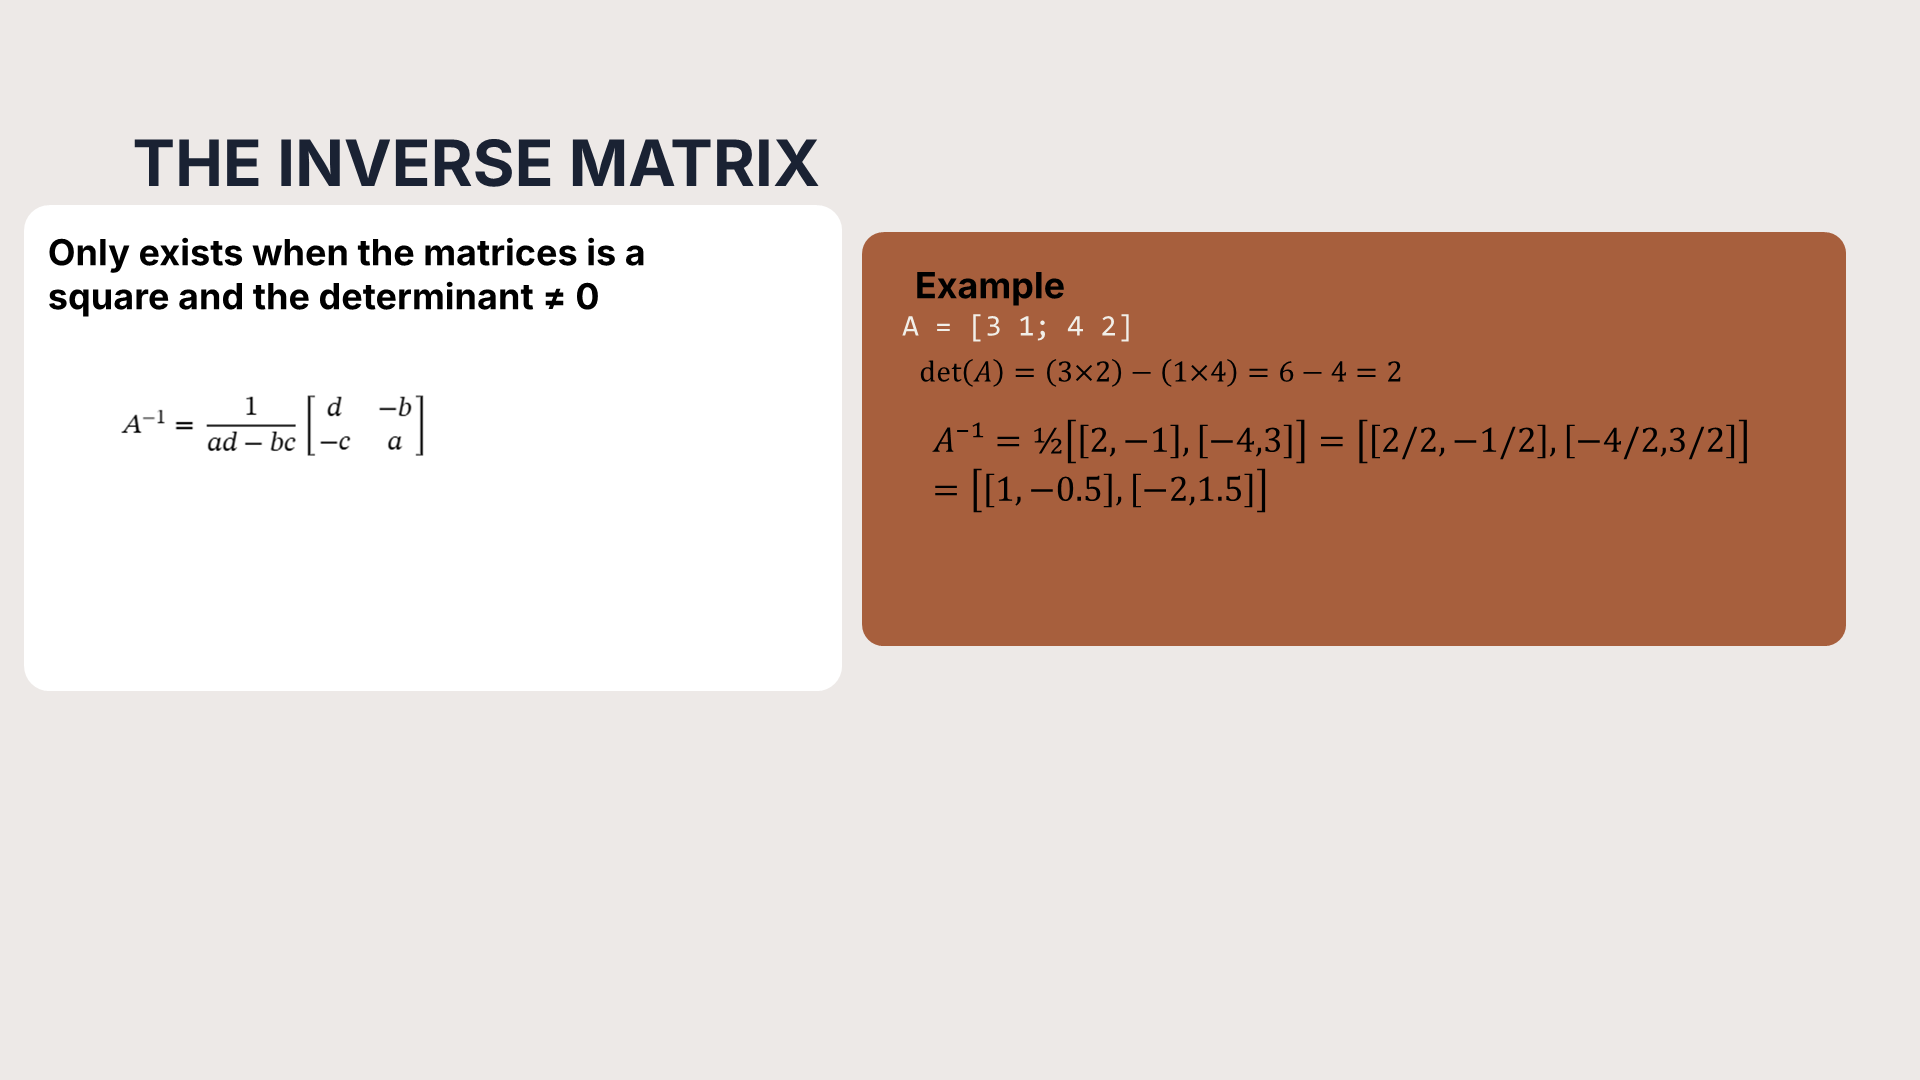 THE INVERSE MATRIX
Only exists when the matrices is a
square and the determinant ≠ 0
A⁻¹ = 1/(ad − bc) [d −b; −c a]
Example
A = [3 1; 4 2]
det(A) = (3×2) − (1×4) = 6 − 4 = 2
A⁻¹ = ½[[2, −1], [−4,3]] = [[2/2, −1/2], [−4/2,3/2]]
= [[1, −0.5], [−2,1.5]]